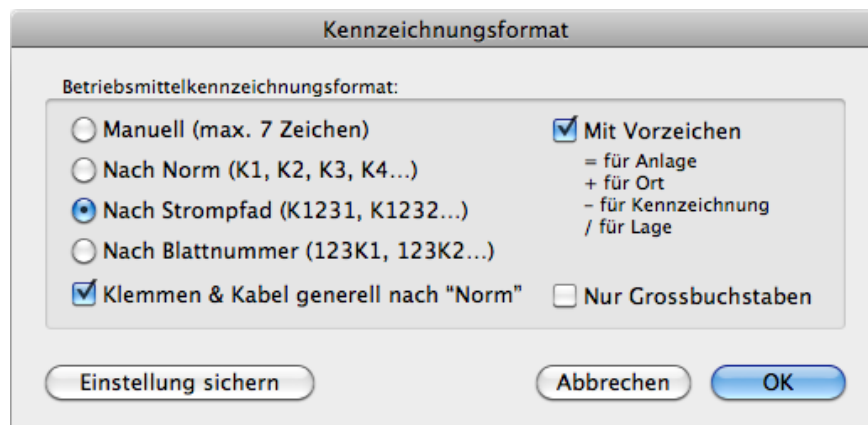 Kennzeichnungsformat
Betriebsmittelkennzeichnungsformat:
Manuell (max. 7 Zeichen)
Nach Norm (K1, K2, K3, K4...)
Nach Strompfad (K1231, K1232...)
Nach Blattnummer (123K1, 123K2...)
Klemmen & Kabel generell nach “Norm”
Mit Vorzeichen
= für Anlage
+ für Ort
– für Kennzeichnung
/ für Lage
Nur Grossbuchstaben
Einstellung sichern
Abbrechen
OK